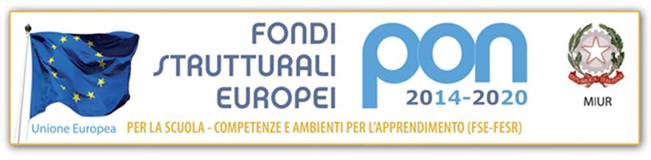 FONDI
STRUTTURALI
EUROPEI
pon
2014-2020
MIUR
Unione Europea
PER LA SCUOLA - COMPETENZE E AMBIENTI PER L'APPRENDIMENTO (FSE-FESR)